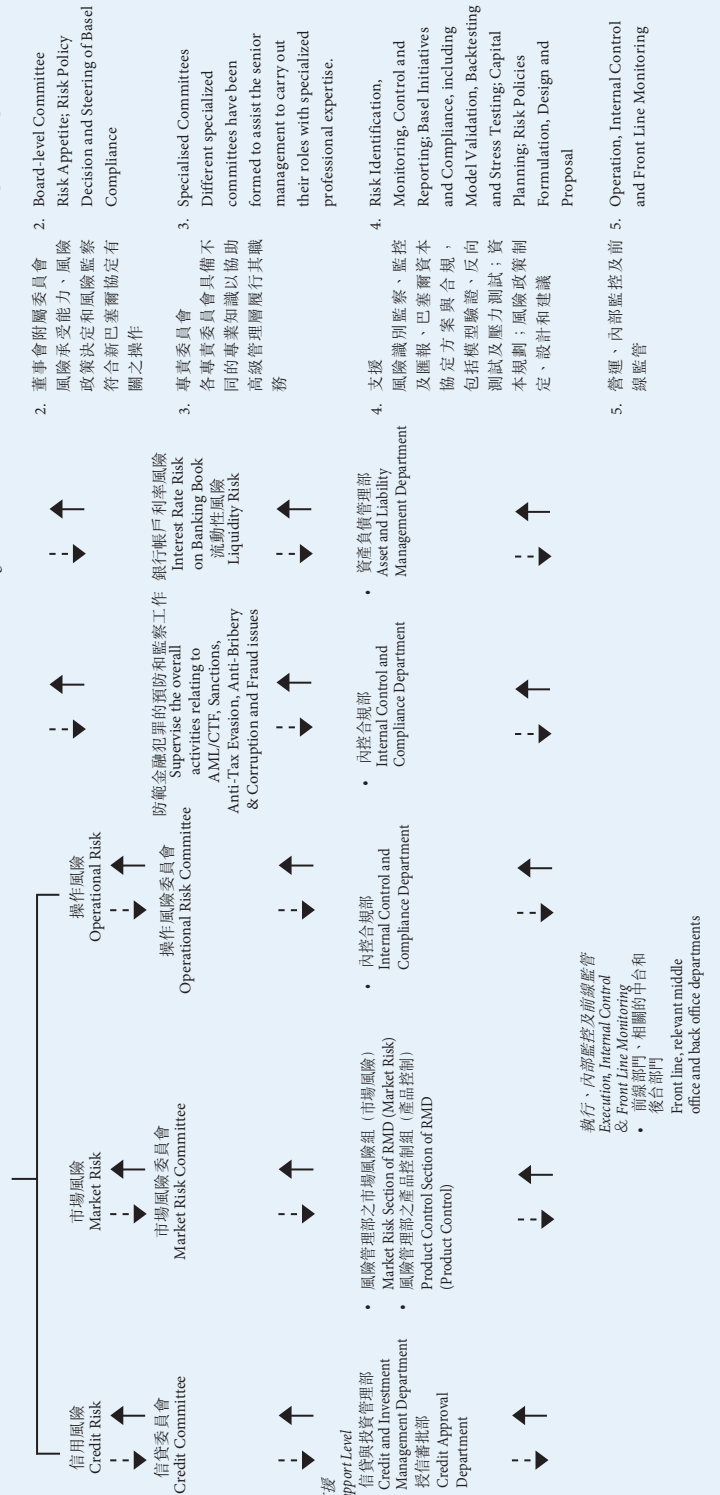 信用風險
Credit Risk
市場風險
Market Risk
操作風險
Operational Risk
信貸委員會
Credit Committee
市場風險委員會
Market Risk Committee
操作風險委員會
Operational Risk Committee
防範金融犯罪的預防和監察工作
Supervise the overall
activities relating to
AML/CTF, Sanctions,
Anti-Tax Evasion, Anti-Bribery
& Corruption and Fraud issues
銀行帳戶利率風險
Interest Rate Risk
on Banking Book
流動性風險
Liquidity Risk
援
pport Level
信貸與投資管理部
Credit and Investment
Management Department
授信審批部
Credit Approval
Department
• 風險管理部之市場風險組（市場風險）
Market Risk Section of RMD (Market Risk)
• 風險管理部之產品控制組（產品控制）
Product Control Section of RMD
(Product Control)
• 內控合規部
Internal Control and
Compliance Department
• 內控合規部
Internal Control and
Compliance Department
• 資產負債管理部
Asset and Liability
Management Department
執行、內部監控及前線監管
Execution, Internal Control
& Front Line Monitoring
• 前線部門、相關的中台和
後台部門
Front line, relevant middle
office and back office departments
2. 董事會附屬委員會
風險承受能力、風險
政策決定和風險監察
符合新巴塞爾協定有
關之操作
3. 專責委員會
各專責委員會具備不
同的專業知識以協助
高級管理層履行其職
務
4. 支援
風險識別監察、監控
及匯報、巴塞爾資本
協定方案與合規，
包括模型驗證、反向
測試及壓力測試；資
本規劃；風險政策制
定、設計和建議
5. 營運、內部監控及前
線監管
2. Board-level Committee
Risk Appetite; Risk Policy
Decision and Steering of Basel
Compliance
3. Specialised Committees
Different specialized
committees have been
formed to assist the senior
management to carry out
their roles with specialized
professional expertise.
4. Risk Identification,
Monitoring, Control and
Reporting; Basel Initiatives
and Compliance, including
Model Validation, Backtesting
and Stress Testing; Capital
Planning; Risk Policies
Formulation, Design and
Proposal
5. Operation, Internal Control
and Front Line Monitoring